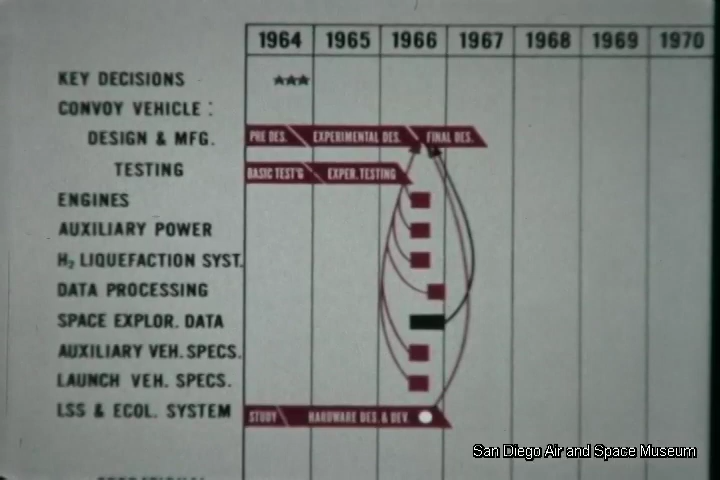 1964 1965 1966 1967 1968 1969 1970
KEY DECISIONS ★★★
CONVOY VEHICLE :
DESIGN & MFG. PRE DES. EXPERIMENTAL DES. FINAL DES.
TESTING BASIC TEST'G EXPER. TESTING
ENGINES
AUXILIARY POWER
H₂ LIQUEFACTION SYST.
DATA PROCESSING
SPACE EXPLOR. DATA
AUXILIARY VEH. SPECS.
LAUNCH VEH. SPECS.
LSS & ECOL. SYSTEM STUDY HARDWARE DES. & DEV.
San Diego Air and Space Museum